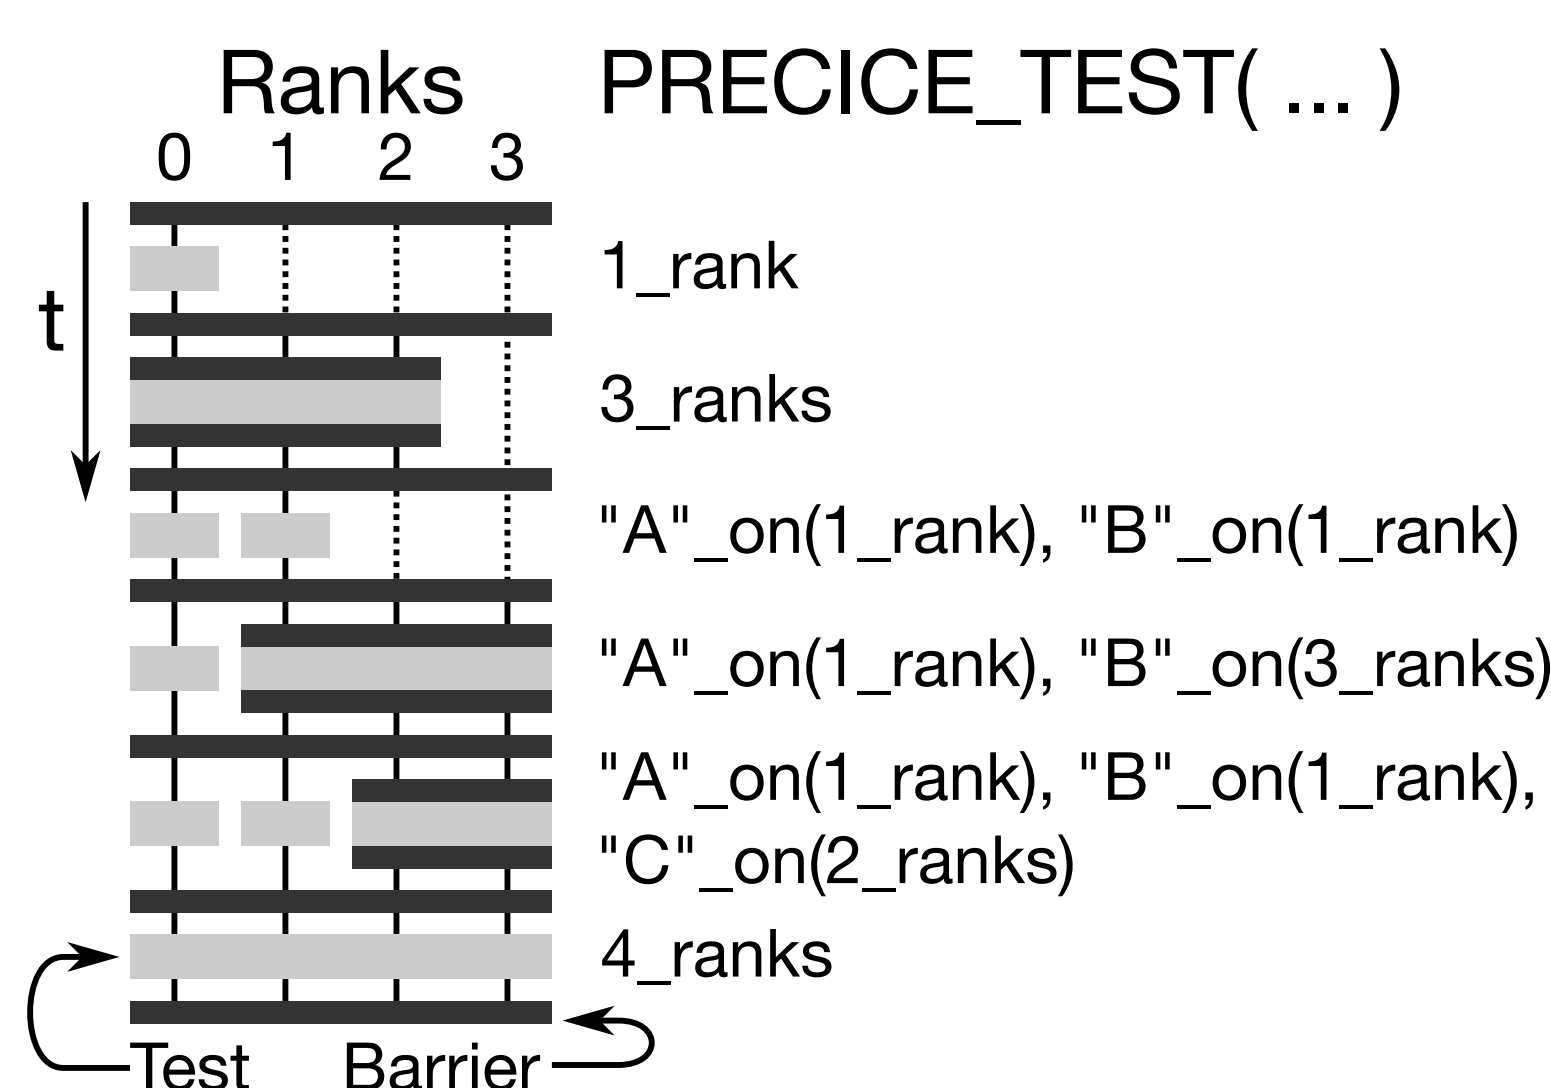 Ranks PRECICE_TEST( ... )
0 1 2 3
1_rank
t
3_ranks
"A"_on(1_rank), "B"_on(1_rank)
"A"_on(1_rank), "B"_on(3_ranks)
"A"_on(1_rank), "B"_on(1_rank),
"C"_on(2_ranks)
4_ranks
Test Barrier